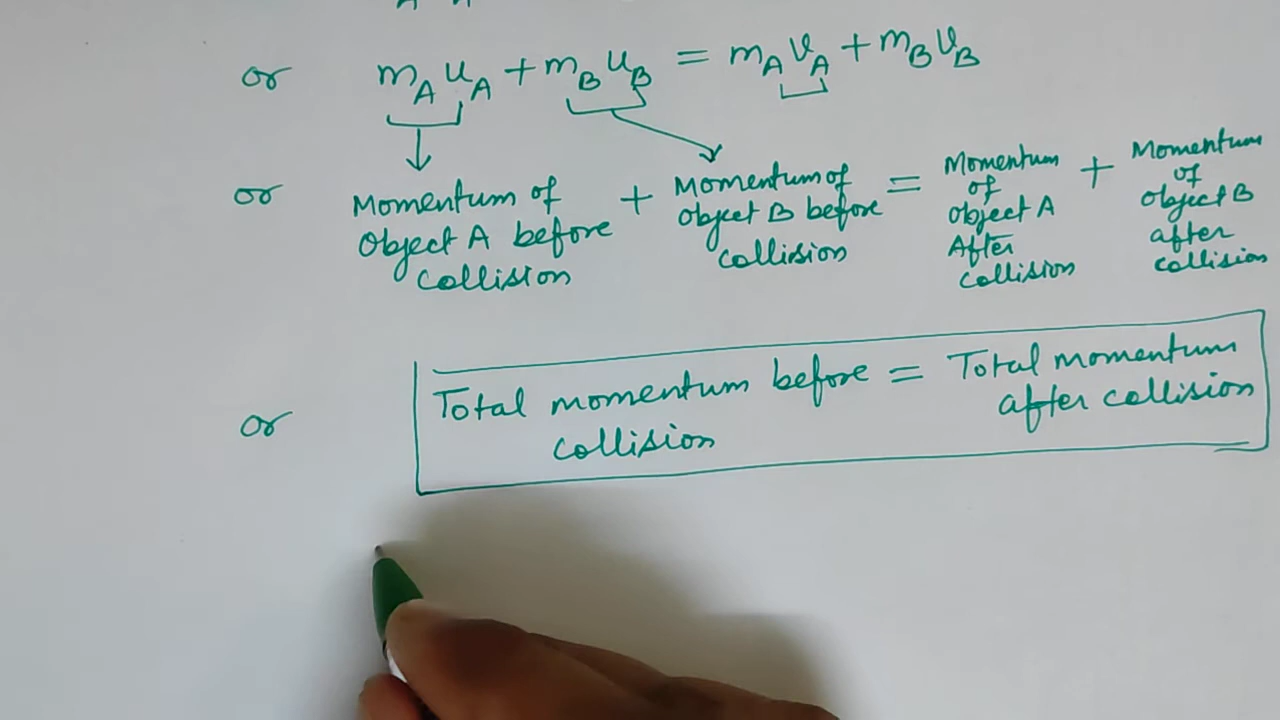 or m_A u_A + m_B u_B = m_A v_A + m_B v_B
or Momentum of object A before collision + Momentum of object B before collision = Momentum of object A After collision + Momentum of object B after collision
or Total momentum before collision = Total momentum after collision